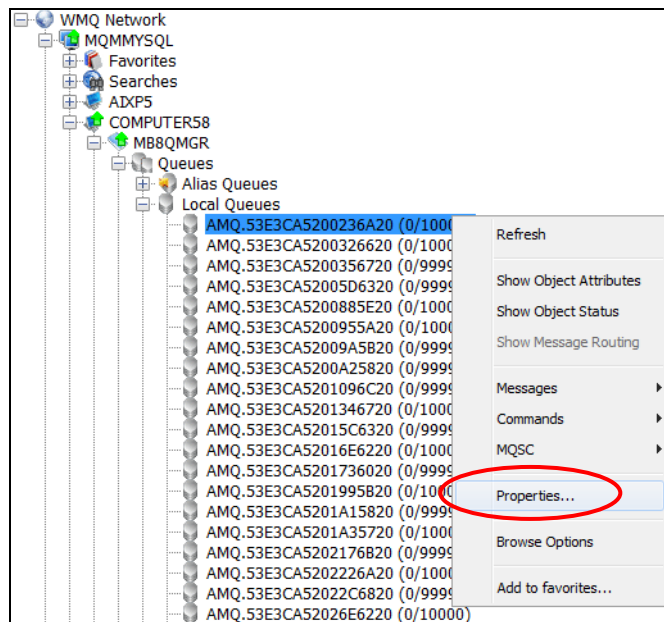 WMQ Network
MQMMYSQL
Favorites
Searches
AIXP5
COMPUTER58
MB8QMGR
Queues
Alias Queues
Local Queues
AMQ.53E3CA5200236A20 (0/1000
AMQ.53E3CA5200326620 (0/1000
AMQ.53E3CA5200356720 (0/9999
AMQ.53E3CA52005D6320 (0/9999
AMQ.53E3CA5200885E20 (0/1000
AMQ.53E3CA5200955A20 (0/1000
AMQ.53E3CA52009A5B20 (0/9999
AMQ.53E3CA5200A25820 (0/9999
AMQ.53E3CA5201096C20 (0/9999
AMQ.53E3CA5201346720 (0/1000
AMQ.53E3CA52015C6320 (0/9999
AMQ.53E3CA52016E6220 (0/1000
AMQ.53E3CA5201736020 (0/9999
AMQ.53E3CA5201995B20 (0/1000
AMQ.53E3CA5201A15820 (0/9999
AMQ.53E3CA5201A35720 (0/1000
AMQ.53E3CA5202176B20 (0/9999
AMQ.53E3CA5202226A20 (0/1000
AMQ.53E3CA52022C6820 (0/9999
AMQ.53E3CA52026E6220 (0/10000)
Refresh
Show Object Attributes
Show Object Status
Show Message Routing
Messages
Commands
MQSC
Properties...
Browse Options
Add to favorites...